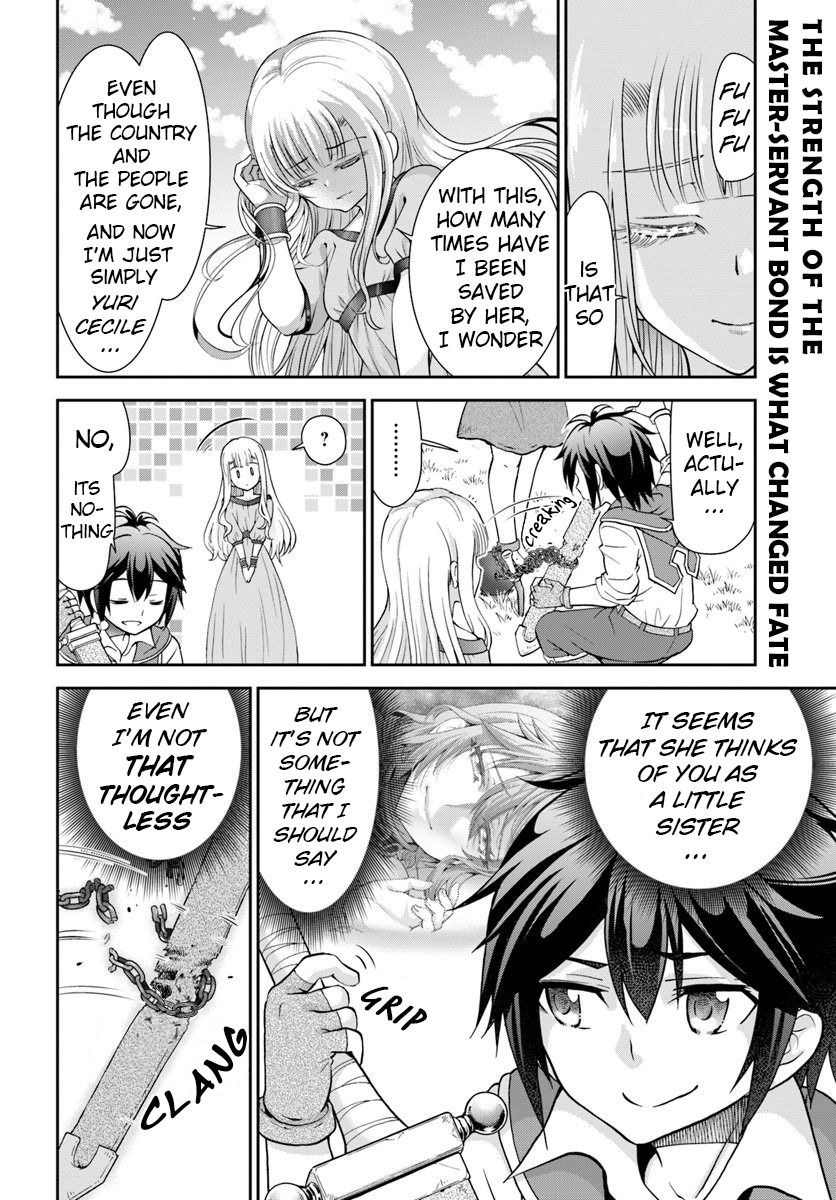 THE STRENGTH OF THE
MASTER-SERVANT BOND IS WHAT CHANGED FATE
FU
FU
FU
IS
THAT
SO
WITH THIS,
HOW MANY
TIMES HAVE
I BEEN
SAVED
BY HER,
I WONDER
EVEN
THOUGH
THE COUNTRY
AND
THE PEOPLE
ARE GONE,
AND NOW
I'M JUST
SIMPLY
YURI
CECILE
...
WELL,
ACTU-
ALLY
...
......
creaking
?
NO,
ITS
NO-
THING
IT SEEMS
THAT SHE THINKS
OF YOU AS
A LITTLE
SISTER
...
BUT
IT'S NOT
SOME-
THING
THAT I
SHOULD
SAY
...
GRIP
EVEN
I'M NOT
THAT
THOUGHT-
LESS
CLANG